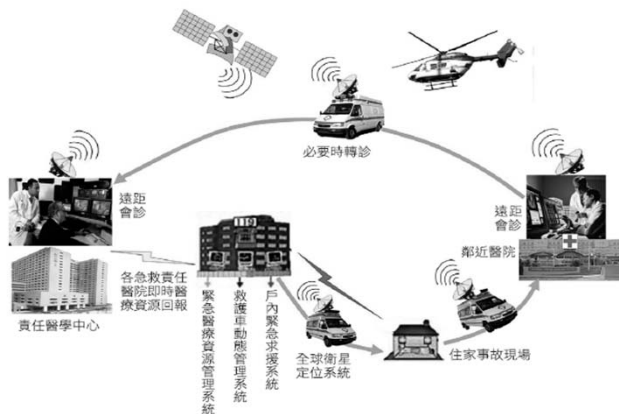 必要時轉診
遠距
會診
遠距
會診
鄰近醫院
119
各急救責任
醫院即時醫
療資源回報
責任醫學中心
緊急醫療資源管理系統
救護車動態管理系統
戶內緊急求援系統
全球衛星
定位系統
住家事故現場